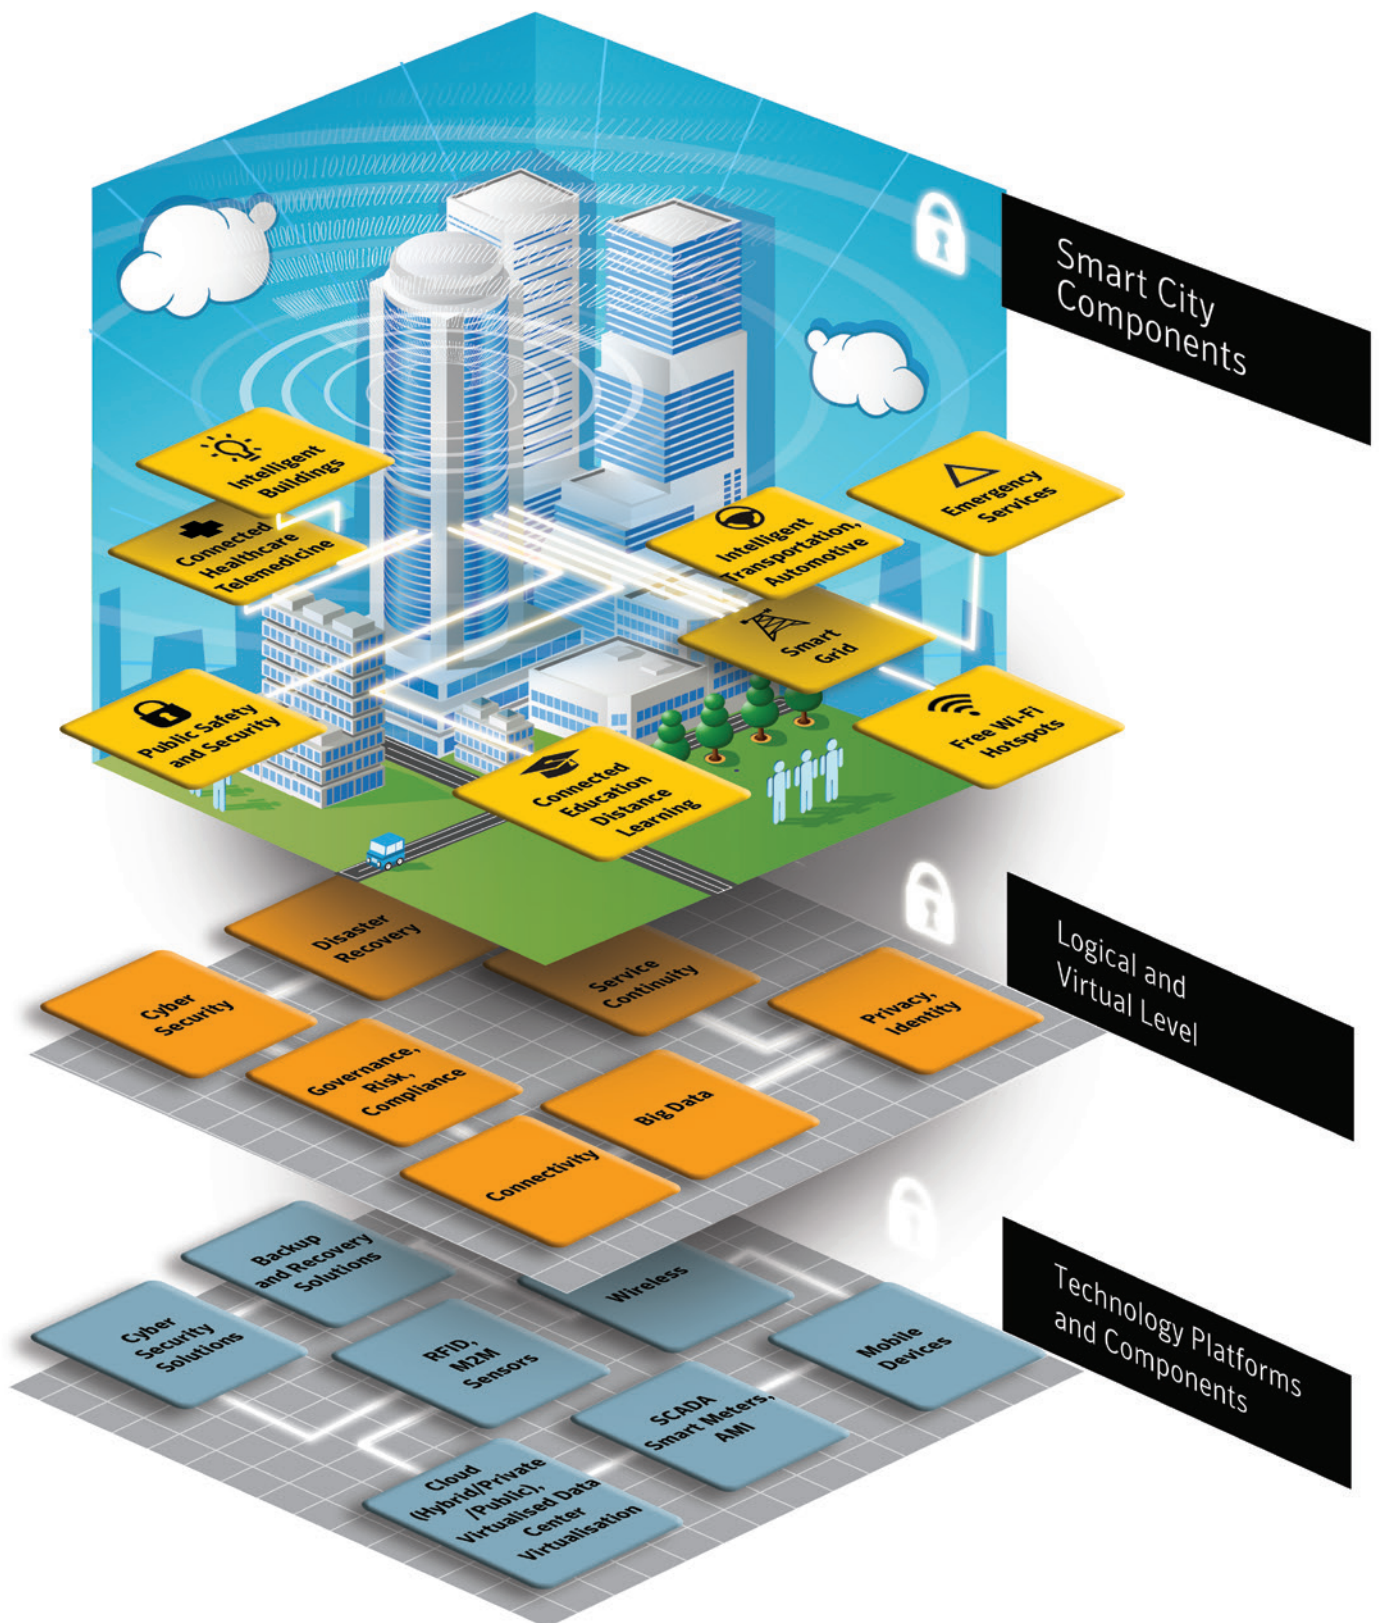 Smart City
Components
Intelligent
Buildings
Connected
Healthcare
Telemedicine
Intelligent
Transportation,
Automotive
Emergency
Services
Smart
Grid
Public Safety
and Security
Connected
Education
Distance
Learning
Free Wi-Fi
Hotspots
Logical and
Virtual Level
Disaster
Recovery
Service
Continuity
Cyber
Security
Privacy,
Identity
Governance,
Risk,
Compliance
Big Data
Connectivity
Technology Platforms
and Components
Backup
and Recovery
Solutions
Wireless
Cyber
Security
Solutions
RFID,
M2M
Sensors
Mobile
Devices
SCADA
Smart Meters,
AMI
Cloud
(Hybrid/Private
/Public),
Virtualised Data
Center
Virtualisation